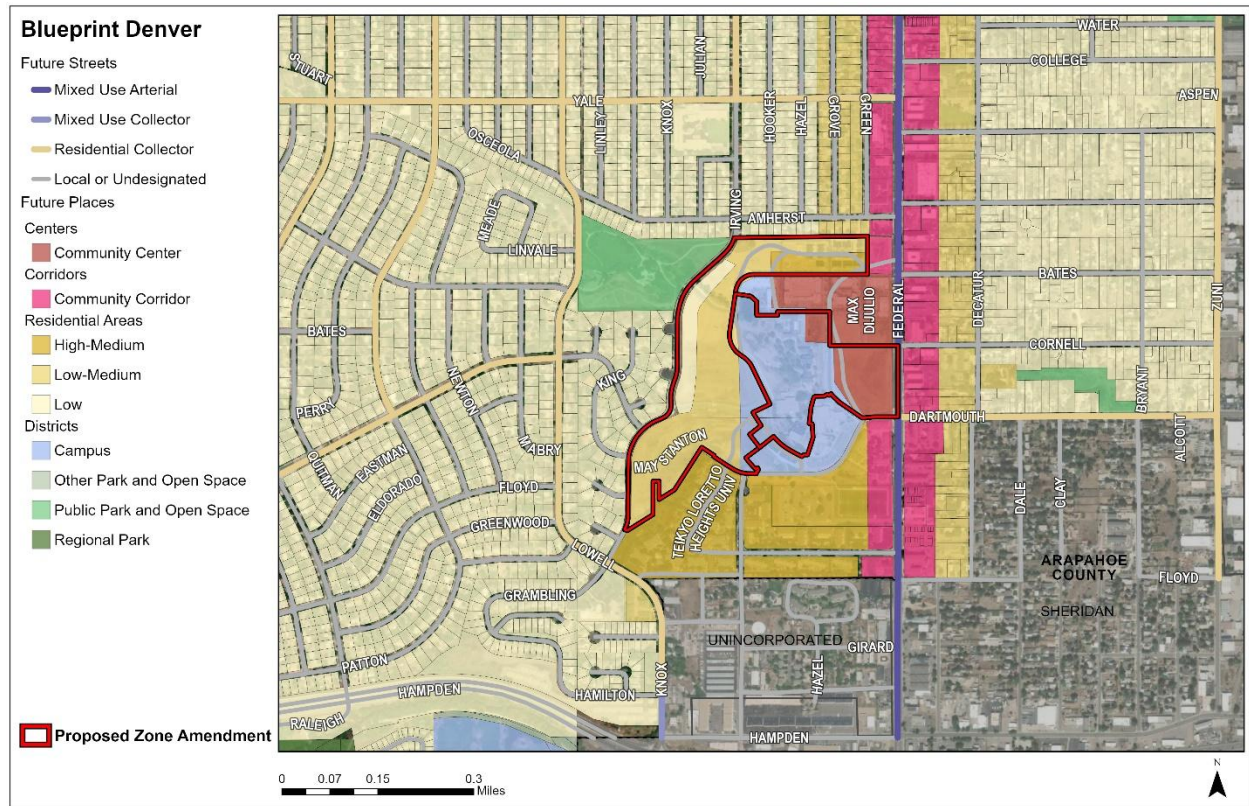 Blueprint Denver
Future Streets
Mixed Use Arterial
Mixed Use Collector
Residential Collector
Local or Undesignated
Future Places
Centers
Community Center
Corridors
Community Corridor
Residential Areas
High-Medium
Low-Medium
Low
Districts
Campus
Other Park and Open Space
Public Park and Open Space
Regional Park
Proposed Zone Amendment
STUART
WATER
COLLEGE
JULIAN
ASPEN
YALE
LINLEY
KNOX
HOOKER
HAZEL
GROVE
GREEN
OSCEOLA
MEADE
IRVING
AMHERST
LINVALE
BATES
MAX
DIJULIO
FEDERAL
DECATUR
ZUNI
BATES
CORNELL
KING
NEWTON
PERRY
BRYANT
DARTMOUTH
ALCOTT
MABRY
MAY STANTON
QUITMAN
EASTMAN
ELDORADO
FLOYD
GREENWOOD
TEIKYO LORETTO
HEIGHTS UNIV
DALE
CLAY
LOWELL
ARAPAHOE
COUNTY
FLOYD
GRAMBLING
SHERIDAN
UNINCORPORATED
GIRARD
PATTON
HAZEL
KNOX
HAMPDEN
HAMILTON
RALEIGH
HAMPDEN
0 0.07 0.15 0.3
Miles
N